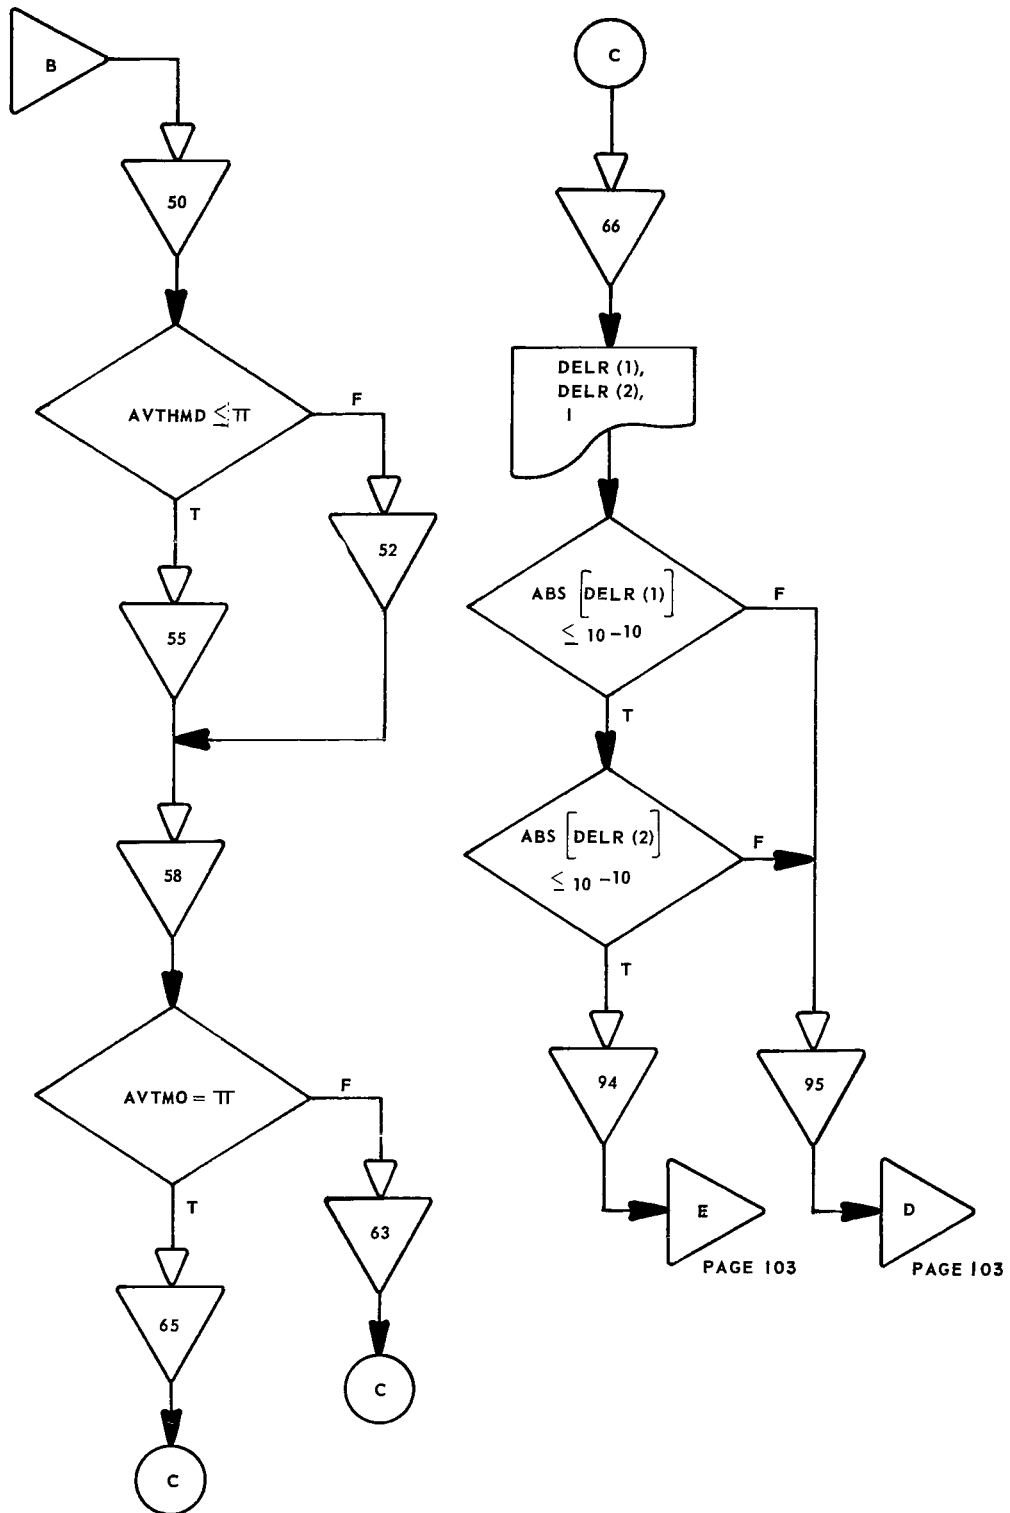 B
50
AVTHMD ≤ π
F
T
52
55
58
AVTMO = π
F
T
63
65
C
C
C
66
DELR (1),
DELR (2),
I
ABS [DELR (1)]
≤ 10 -10
F
T
ABS [DELR (2)]
≤ 10 -10
F
T
94
95
E
D
PAGE 103
PAGE 103